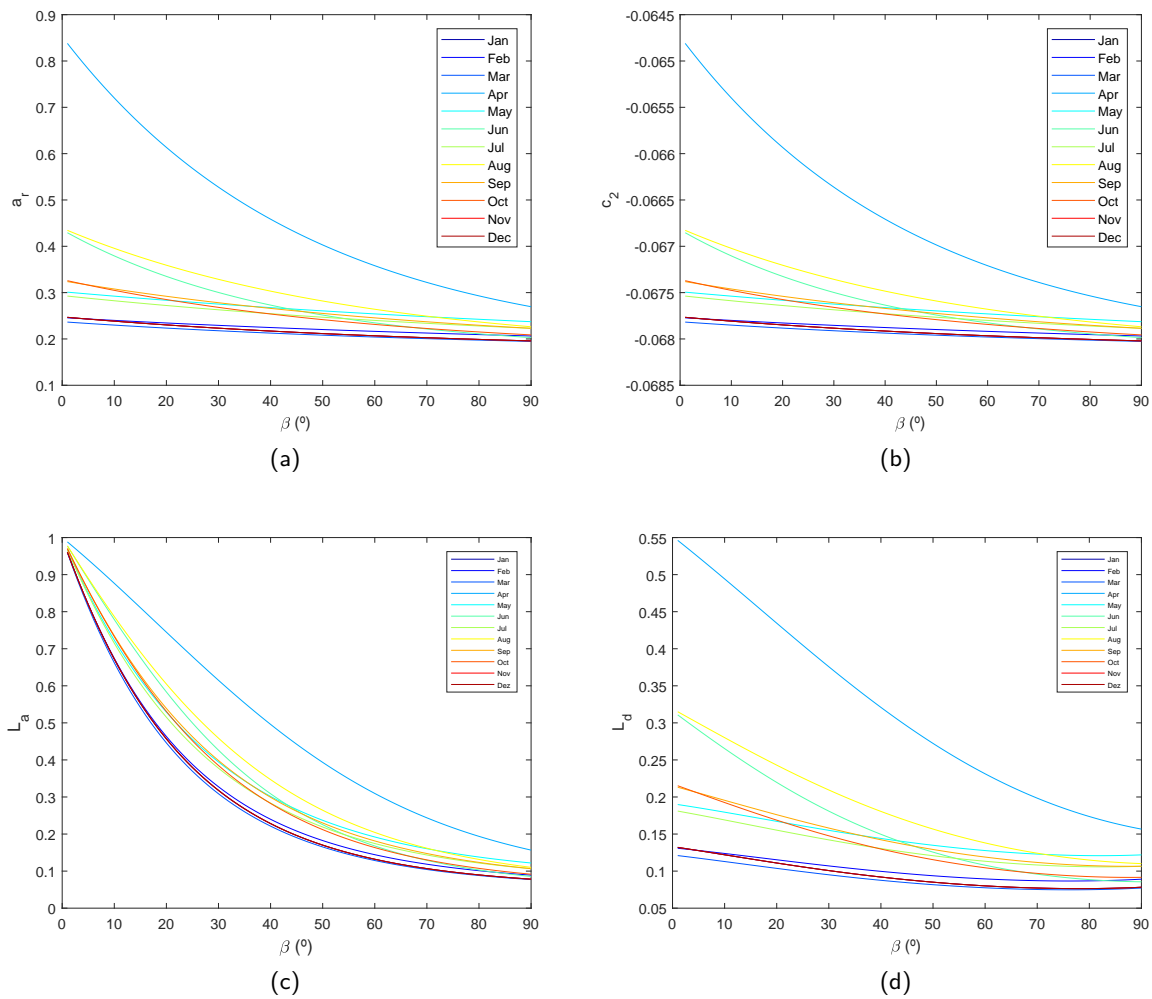 0.9
0.8
0.7
0.6
0.5
0.4
0.3
0.2
0.1
a_r
0 10 20 30 40 50 60 70 80 90
β (º)
Jan
Feb
Mar
Apr
May
Jun
Jul
Aug
Sep
Oct
Nov
Dec
(a)
-0.0645
-0.065
-0.0655
-0.066
-0.0665
-0.067
-0.0675
-0.068
-0.0685
c_2
0 10 20 30 40 50 60 70 80 90
β (º)
Jan
Feb
Mar
Apr
May
Jun
Jul
Aug
Sep
Oct
Nov
Dec
(b)
1
0.9
0.8
0.7
0.6
0.5
0.4
0.3
0.2
0.1
0
L_a
0 10 20 30 40 50 60 70 80 90
β (º)
Jan
Feb
Mar
Apr
May
Jun
Jul
Aug
Sep
Oct
Nov
Dez
(c)
0.55
0.5
0.45
0.4
0.35
0.3
0.25
0.2
0.15
0.1
0.05
L_d
0 10 20 30 40 50 60 70 80 90
β (º)
Jan
Feb
Mar
Apr
May
Jun
Jul
Aug
Sep
Oct
Nov
Dez
(d)